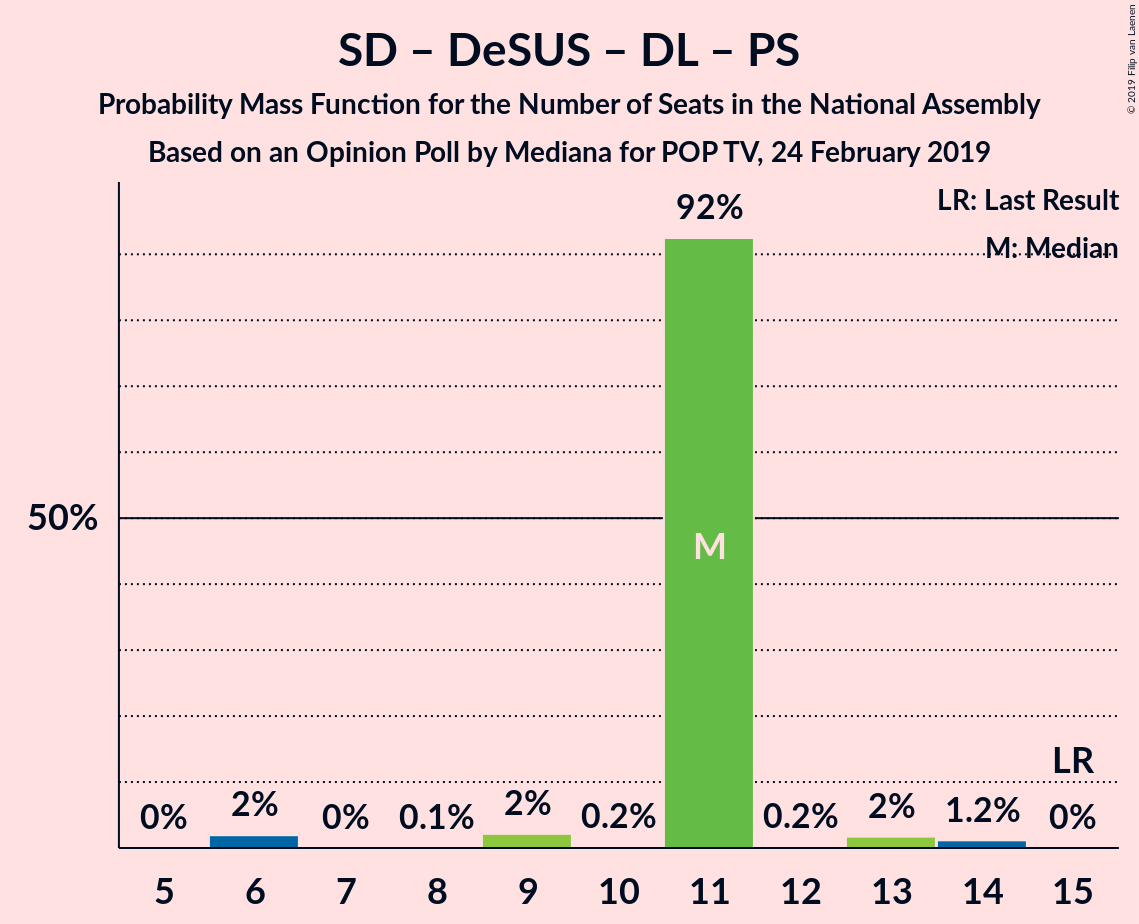 SD – DeSUS – DL – PS
Probability Mass Function for the Number of Seats in the National Assembly
Based on an Opinion Poll by Mediana for POP TV, 24 February 2019
© 2019 Filip van Laenen
LR: Last Result
M: Median
92%
50%
M
LR
0%
2%
0%
0.1%
2%
0.2%
0.2%
2%
1.2%
0%
5 6 7 8 9 10 11 12 13 14 15